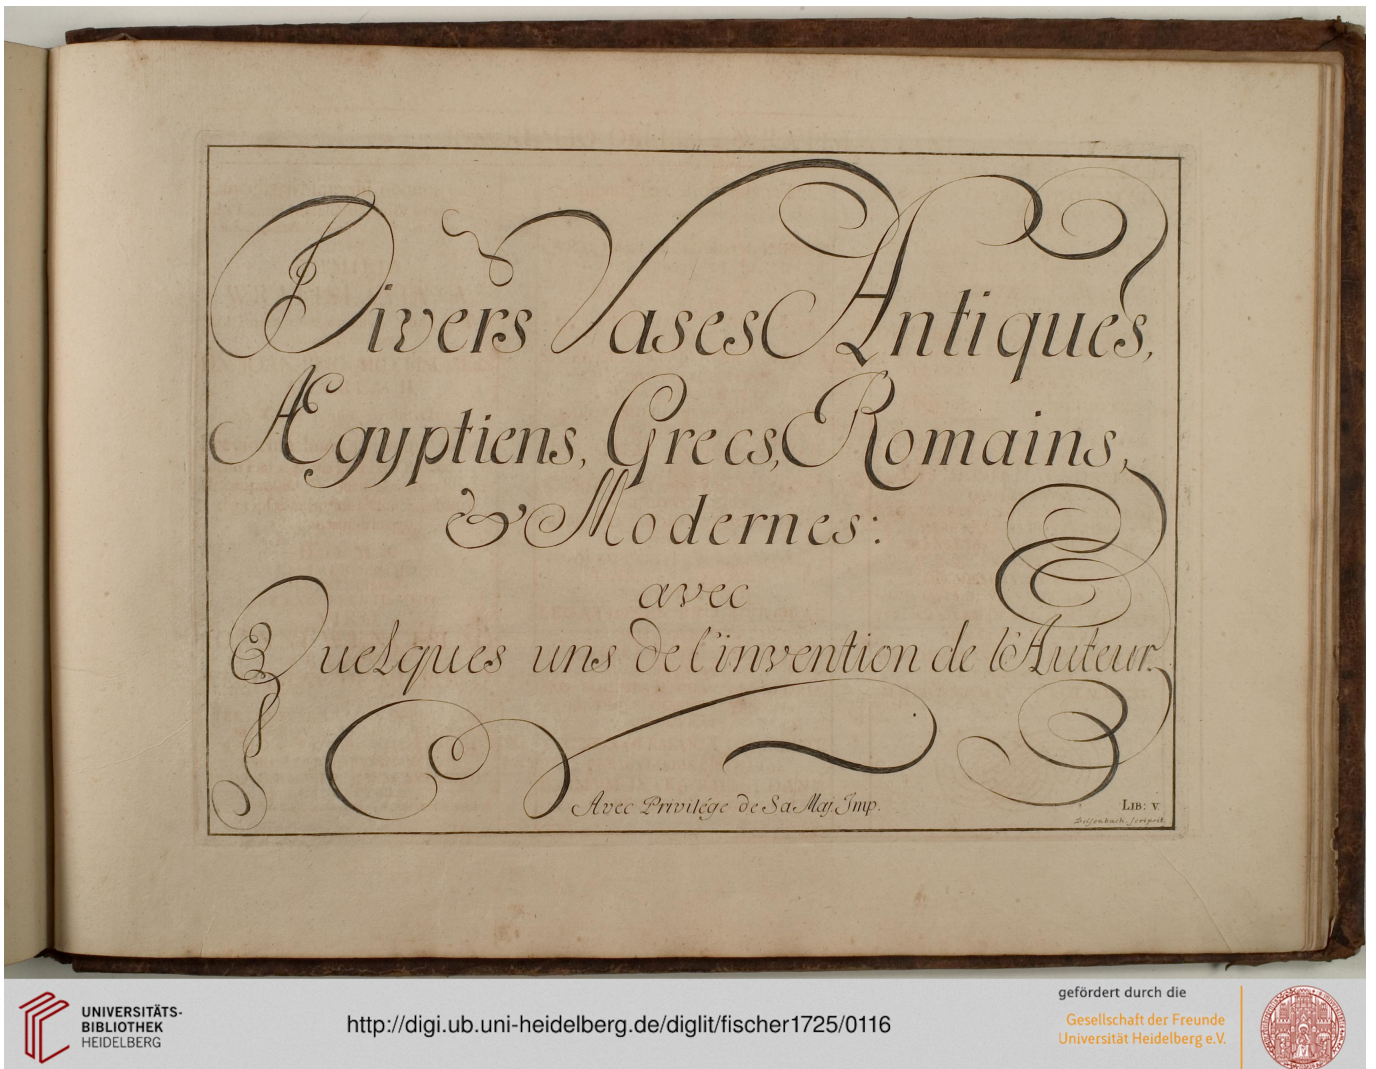 Divers Vases Antiques,
Ægyptiens, Grecs, Romains,
& Modernes:
avec
Quelques uns de l'invention de l'Auteur.
Avec Privilége de Sa Maj. Imp.
LIB: V.
Delsenbach. scripsit.
UNIVERSITÄTS-
BIBLIOTHEK
HEIDELBERG
http://digi.ub.uni-heidelberg.de/diglit/fischer1725/0116
gefördert durch die
Gesellschaft der Freunde
Universität Heidelberg e.V.